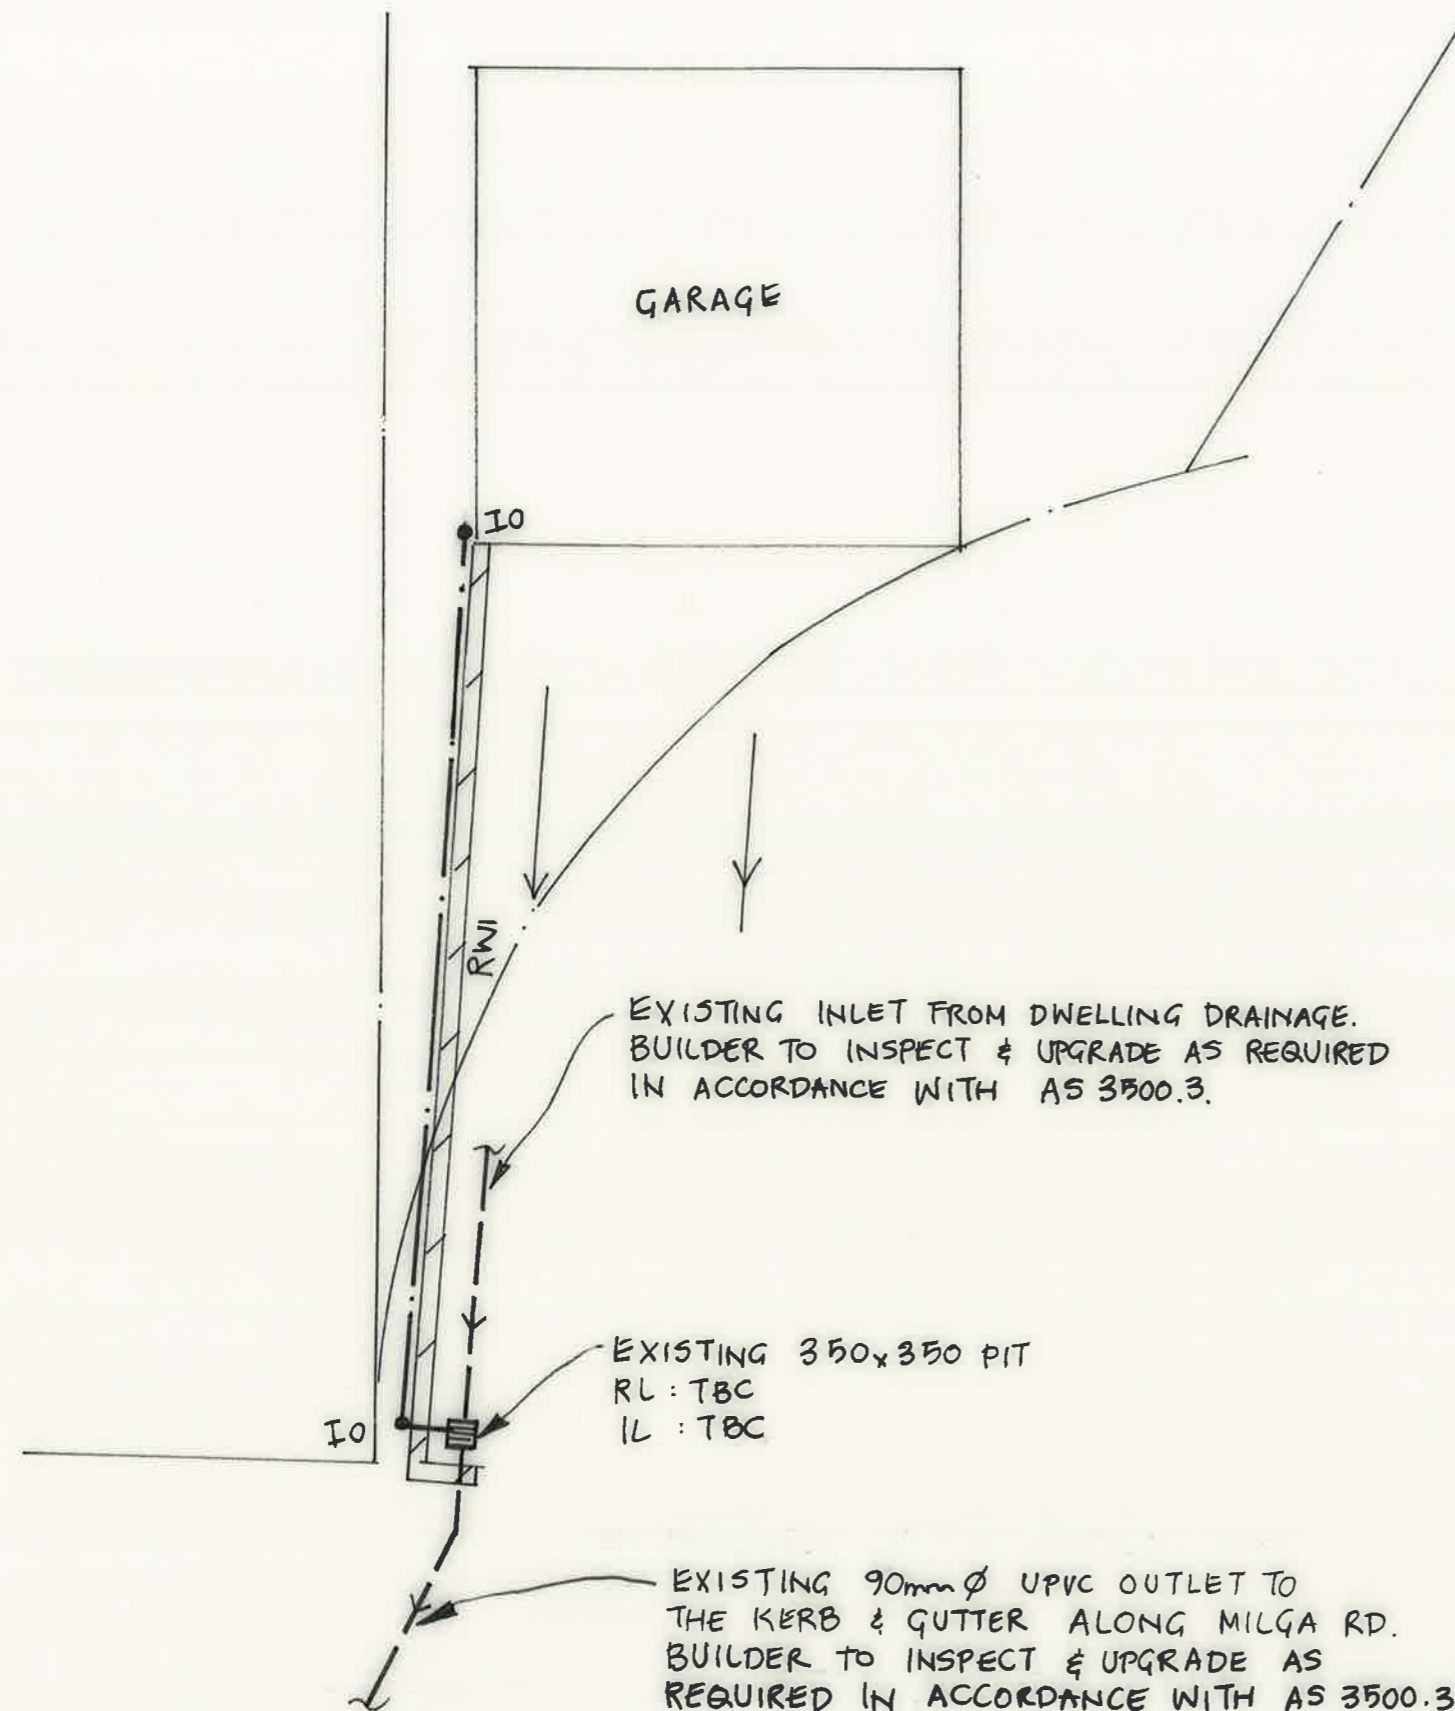 GARAGE
IO
RW1
EXISTING INLET FROM DWELLING DRAINAGE.
BUILDER TO INSPECT & UPGRADE AS REQUIRED
IN ACCORDANCE WITH AS 3500.3.
EXISTING 350x350 PIT
RL : TBC
IL : TBC
IO
EXISTING 90mm Ø UPVC OUTLET TO
THE KERB & GUTTER ALONG MILGA RD.
BUILDER TO INSPECT & UPGRADE AS
REQUIRED IN ACCORDANCE WITH AS 3500.3